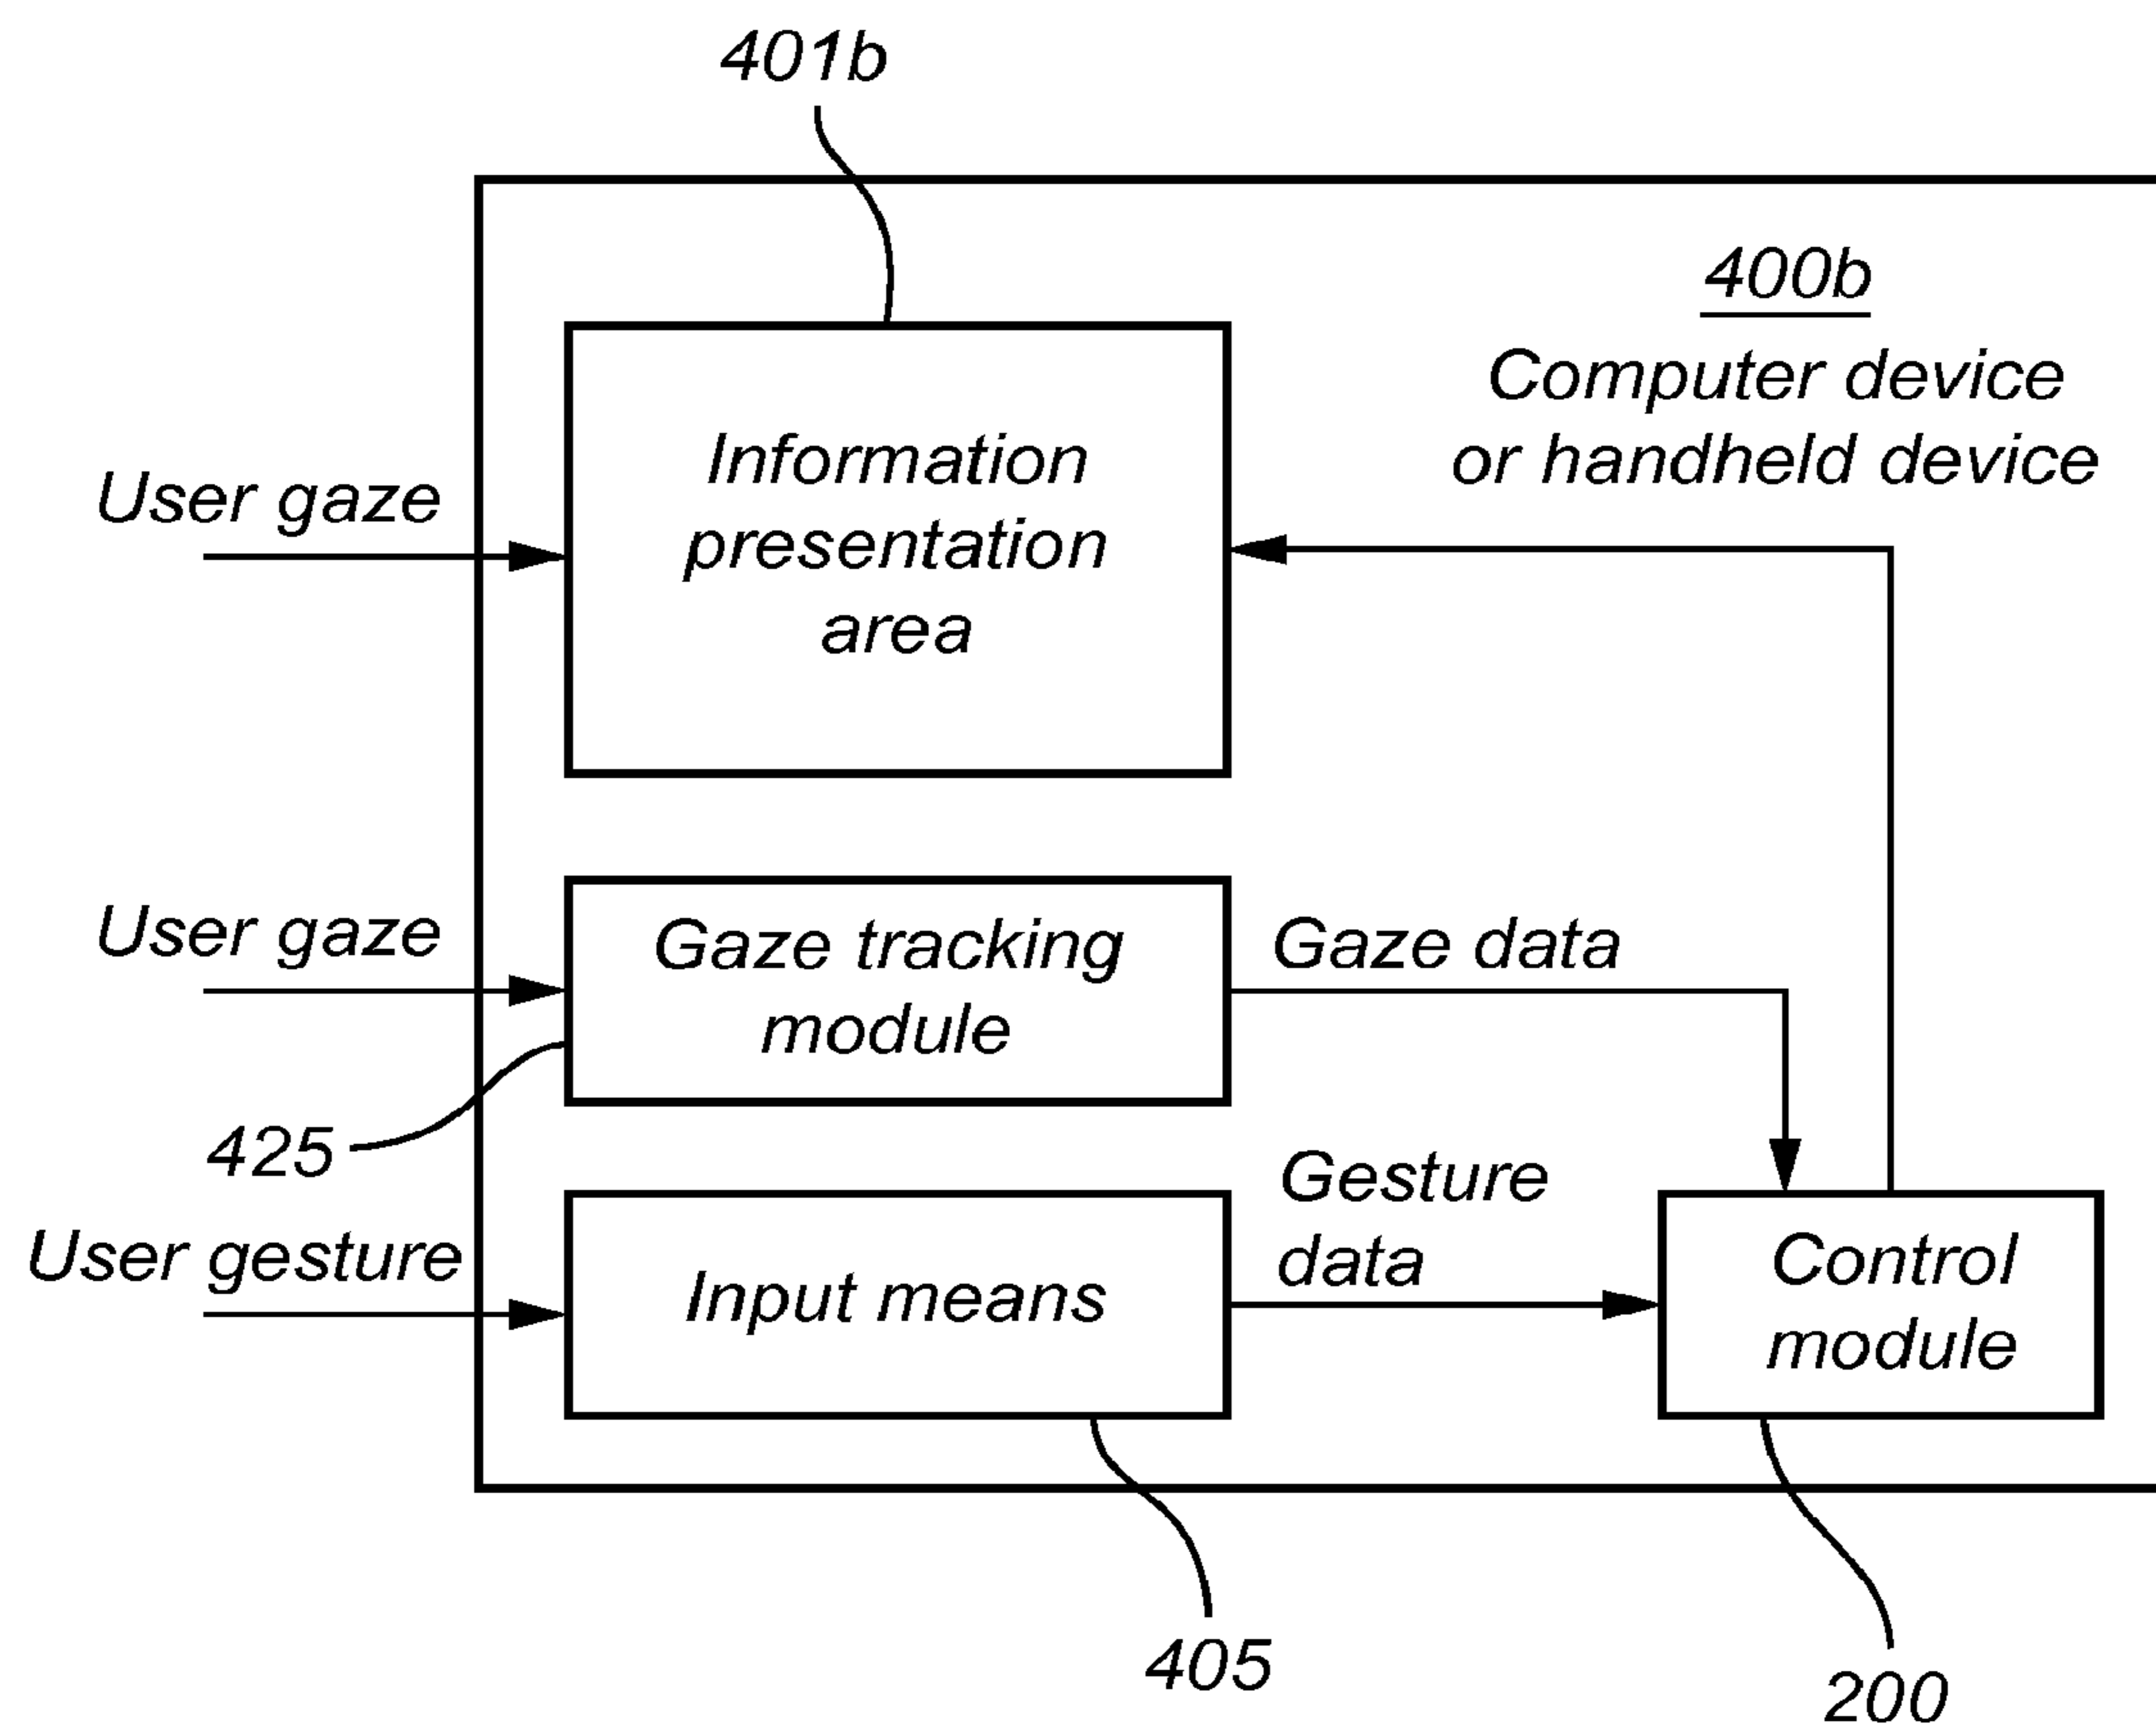 401b
400b
Computer device
or handheld device
Information
presentation
area
User gaze
User gaze
Gaze tracking
module
Gaze data
425
Gesture
data
User gesture
Input means
Control
module
405
200